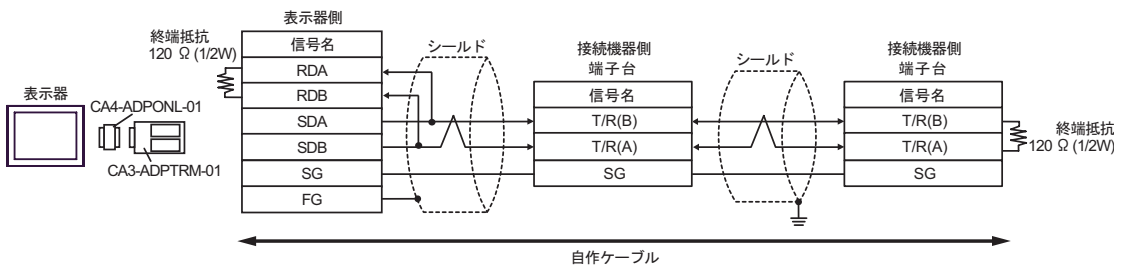 表示器側
終端抵抗
120 Ω (1/2W)
信号名
RDA
RDB
SDA
SDB
SG
FG
表示器
CA4-ADPONL-01
CA3-ADPTRM-01
シールド
接続機器側
端子台
信号名
T/R(B)
T/R(A)
SG
シールド
接続機器側
端子台
信号名
T/R(B)
T/R(A)
SG
終端抵抗
120 Ω (1/2W)
自作ケーブル